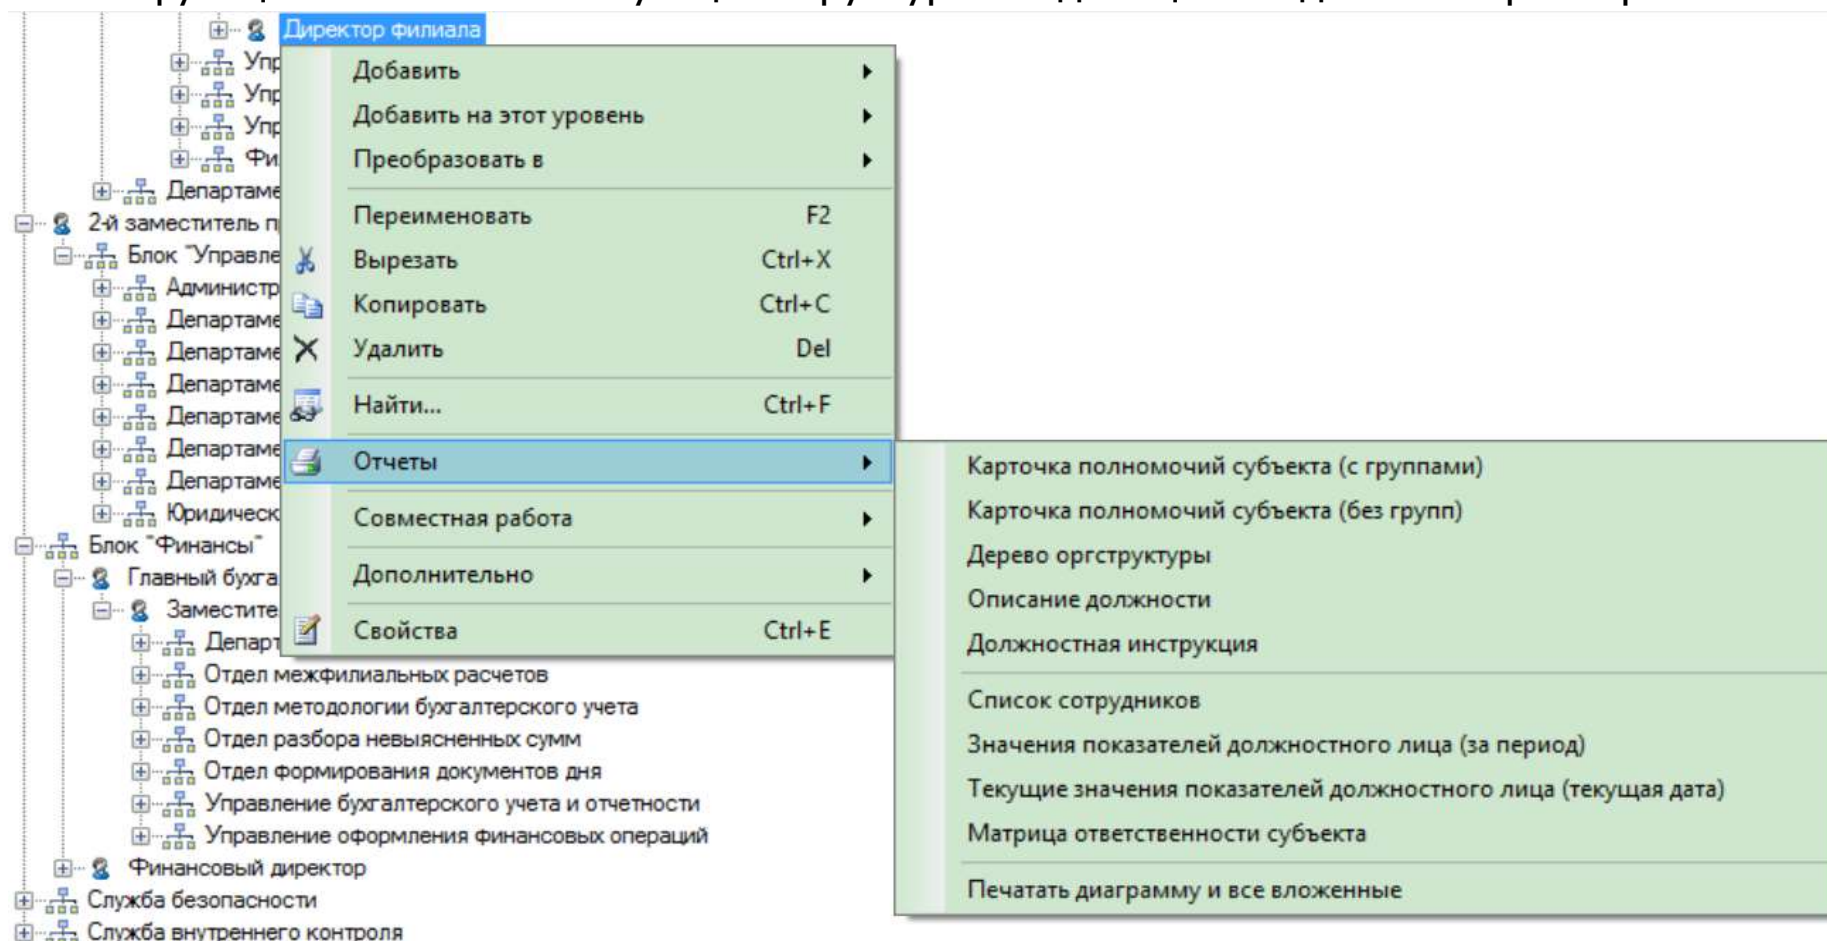 Директор филиала
Упр
Упр
Упр
Фи
Департаме
2-й заместитель п
Блок "Управле
Администр
Департаме
Департаме
Департаме
Департаме
Департаме
Департаме
Юридическ
Блок "Финансы"
Главный бухга
Заместите
Департ
Отдел межфилиальных расчетов
Отдел методологии бухгалтерского учета
Отдел разбора невыясненных сумм
Отдел формирования документов дня
Управление бухгалтерского учета и отчетности
Управление оформления финансовых операций
Финансовый директор
Служба безопасности
Служба внутреннего контроля
Добавить
Добавить на этот уровень
Преобразовать в
Переименовать F2
Вырезать Ctrl+X
Копировать Ctrl+C
Удалить Del
Найти... Ctrl+F
Отчеты
Совместная работа
Дополнительно
Свойства Ctrl+E
Карточка полномочий субъекта (с группами)
Карточка полномочий субъекта (без групп)
Дерево оргструктуры
Описание должности
Должностная инструкция
Список сотрудников
Значения показателей должностного лица (за период)
Текущие значения показателей должностного лица (текущая дата)
Матрица ответственности субъекта
Печатать диаграмму и все вложенные